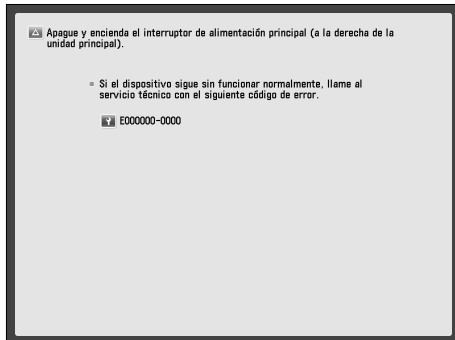 Apague y encienda el interruptor de alimentación principal (a la derecha de la
unidad principal).
Si el dispositivo sigue sin funcionar normalmente, llame al
servicio técnico con el siguiente código de error.
E000000-0000